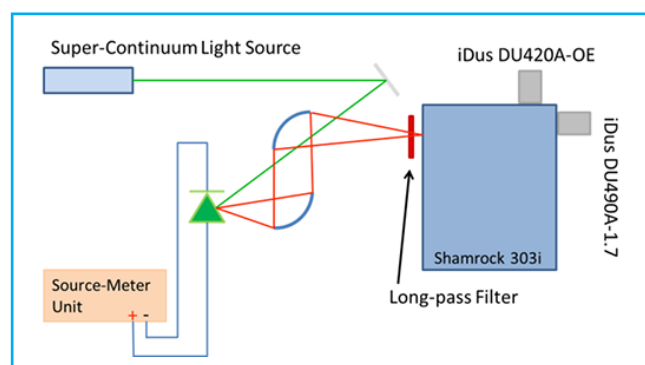 Super-Continuum Light Source
iDus DU420A-OE
iDus DU490A-1.7
Shamrock 303i
Long-pass Filter
Source-Meter
Unit
+ -